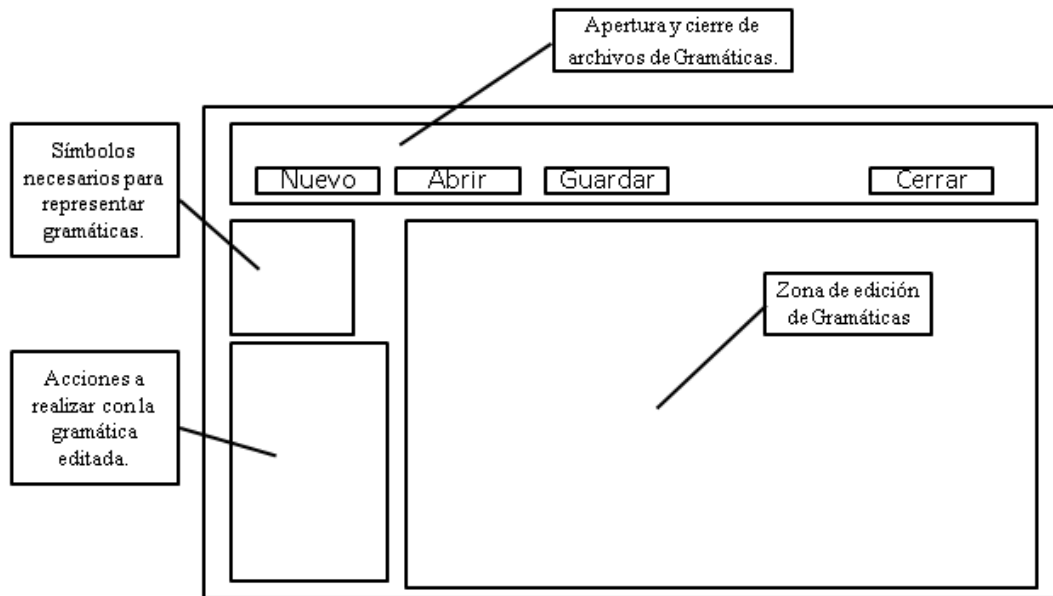 Apertura y cierre de
archivos de Gramáticas.
Símbolos
necesarios para
representar
gramáticas.
Nuevo
Abrir
Guardar
Cerrar
Zona de edición
de Gramáticas
Acciones a
realizar con la
gramática
editada.